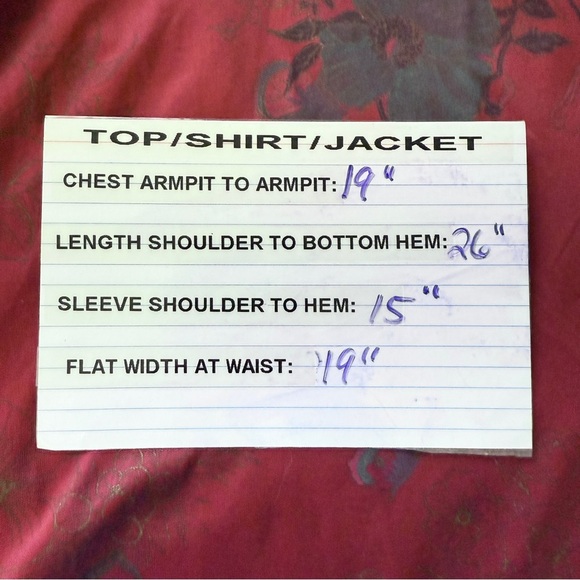 TOP/SHIRT/JACKET
CHEST ARMPIT TO ARMPIT: 19"
LENGTH SHOULDER TO BOTTOM HEM: 26"
SLEEVE SHOULDER TO HEM: 15"
FLAT WIDTH AT WAIST: 19"